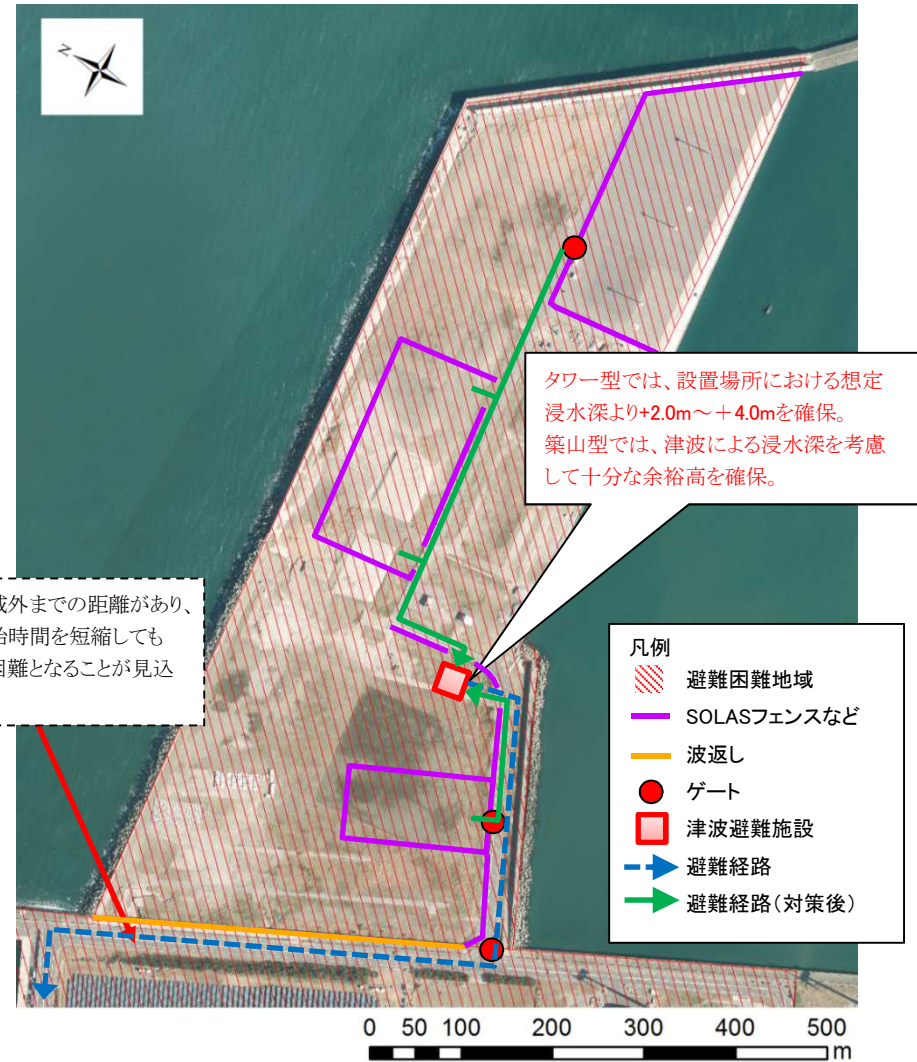 N
タワー型では、設置場所における想定
浸水深より+2.0m～＋4.0mを確保。
築山型では、津波による浸水深を考慮
して十分な余裕高を確保。
域外までの距離があり、
始時間を短縮しても
困難となることが見込
凡例
避難困難地域
SOLASフェンスなど
波返し
ゲート
津波避難施設
避難経路
避難経路（対策後）
0 50 100 200 300 400 500
m